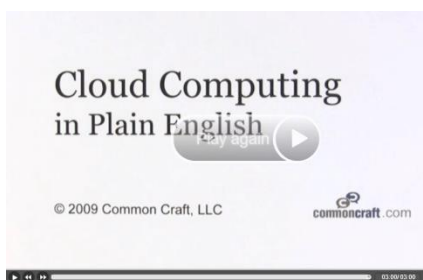 Cloud Computing
in Plain English
Play again
© 2009 Common Craft, LLC
commoncraft.com
03:00/03:00